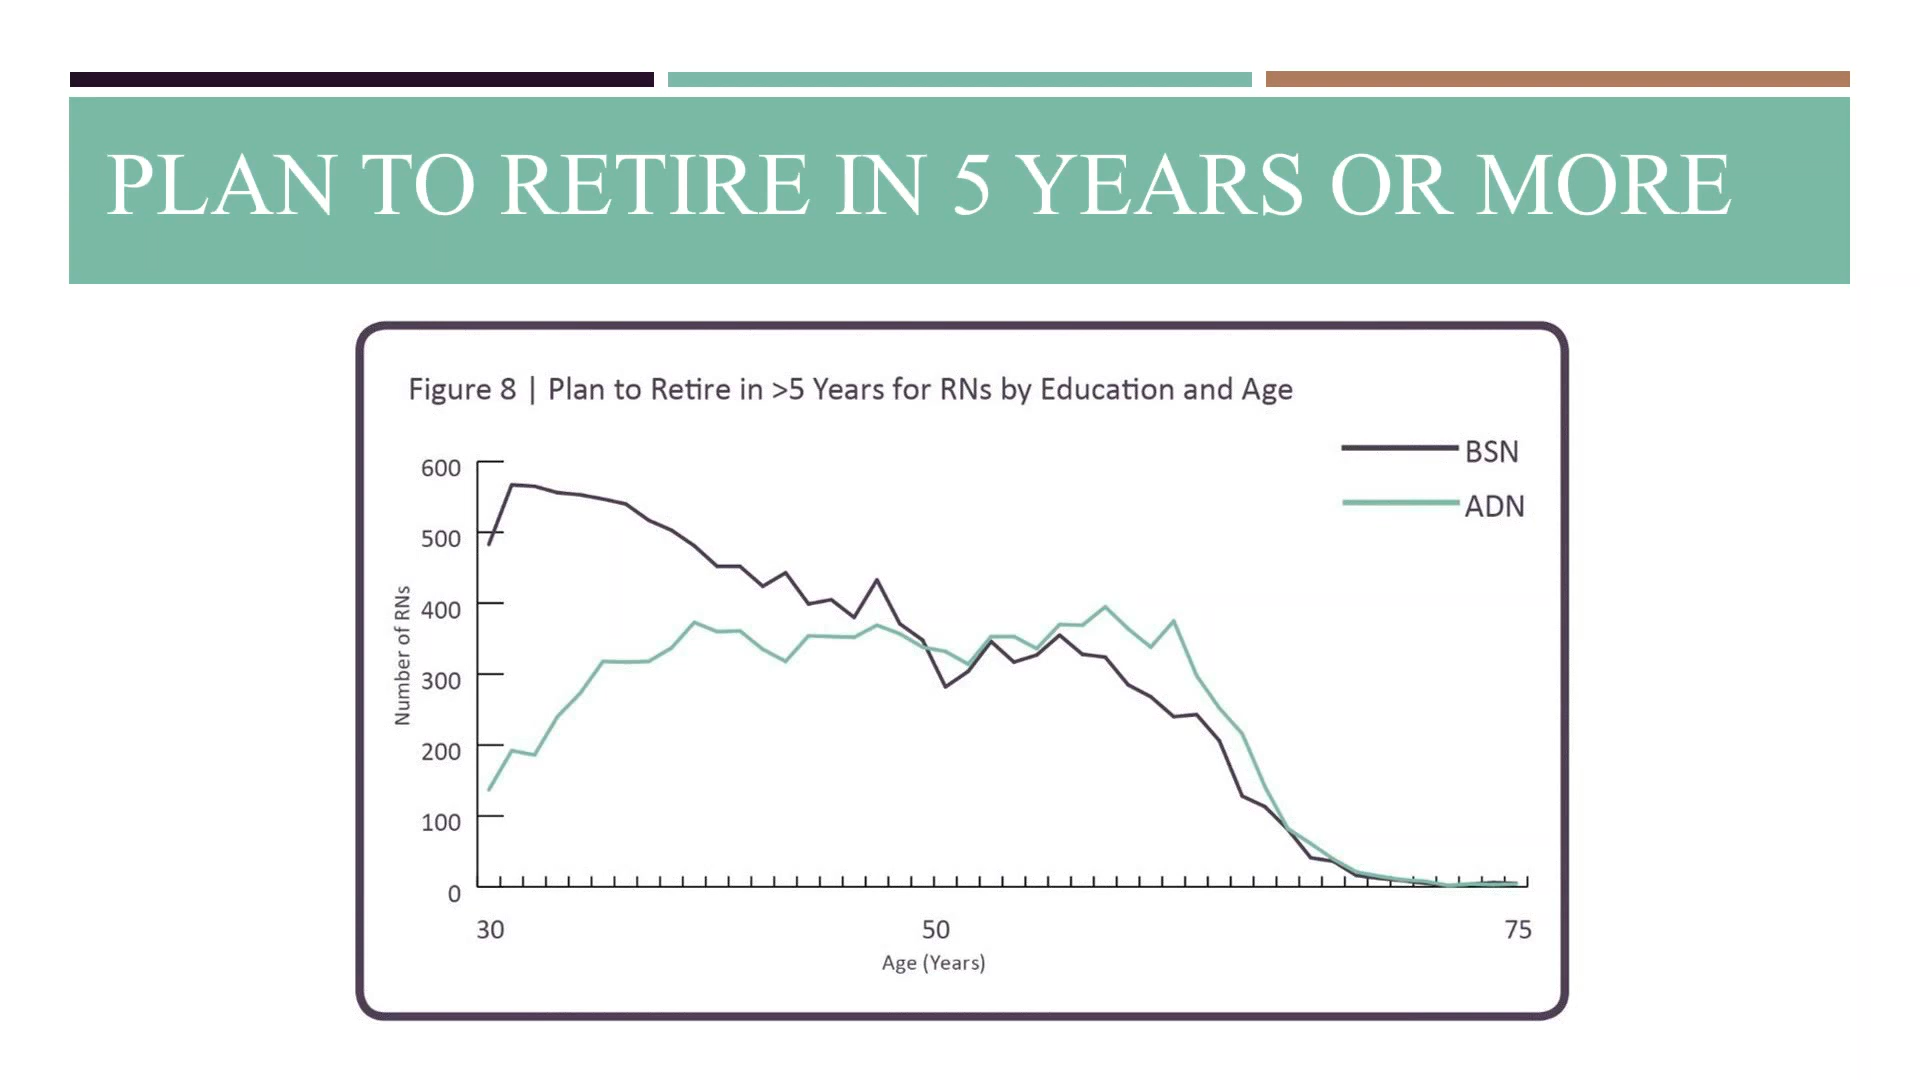 PLAN TO RETIRE IN 5 YEARS OR MORE
Figure 8 | Plan to Retire in >5 Years for RNs by Education and Age
BSN
ADN
Number of RNs
600
500
400
300
200
100
0
30 50 75
Age (Years)